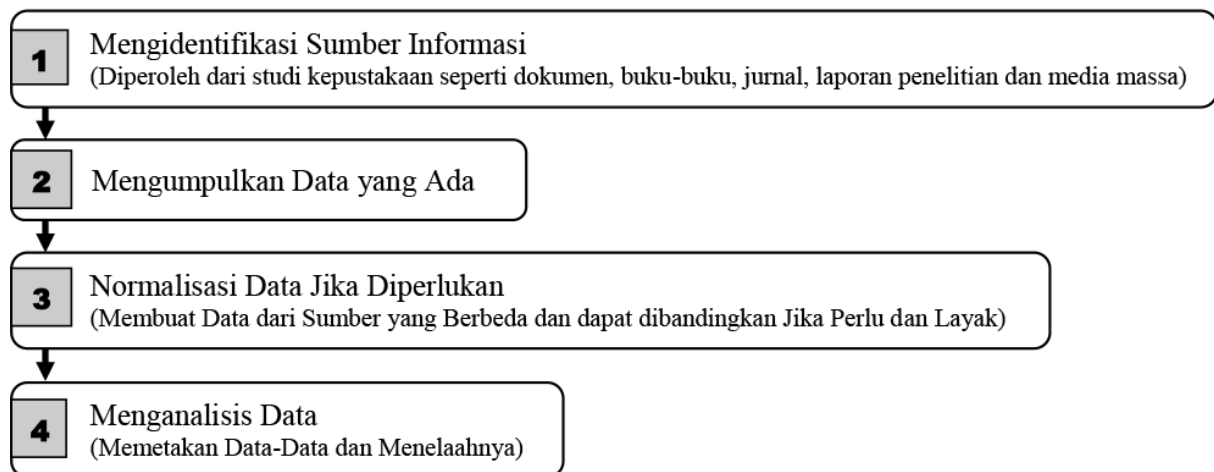 1
Mengidentifikasi Sumber Informasi
(Diperoleh dari studi kepustakaan seperti dokumen, buku-buku, jurnal, laporan penelitian dan media massa)
2
Mengumpulkan Data yang Ada
3
Normalisasi Data Jika Diperlukan
(Membuat Data dari Sumber yang Berbeda dan dapat dibandingkan Jika Perlu dan Layak)
4
Menganalisis Data
(Memetakan Data-Data dan Menelaahnya)